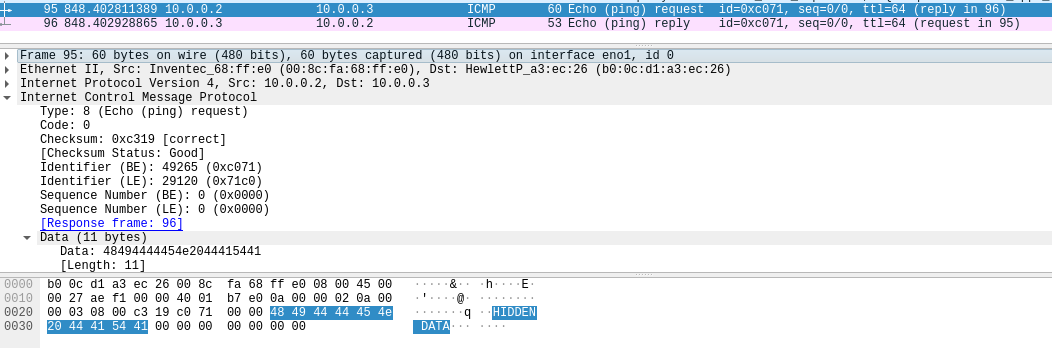 95 848.402811389 10.0.0.2 10.0.0.3 ICMP 60 Echo (ping) request id=0xc071, seq=0/0, ttl=64 (reply in 96)
96 848.402928865 10.0.0.3 10.0.0.2 ICMP 53 Echo (ping) reply id=0xc071, seq=0/0, ttl=64 (request in 95)
Frame 95: 60 bytes on wire (480 bits), 60 bytes captured (480 bits) on interface eno1, id 0
Ethernet II, Src: Inventec_68:ff:e0 (00:8c:fa:68:ff:e0), Dst: HewlettP_a3:ec:26 (b0:0c:d1:a3:ec:26)
Internet Protocol Version 4, Src: 10.0.0.2, Dst: 10.0.0.3
Internet Control Message Protocol
Type: 8 (Echo (ping) request)
Code: 0
Checksum: 0xc319 [correct]
[Checksum Status: Good]
Identifier (BE): 49265 (0xc071)
Identifier (LE): 29120 (0x71c0)
Sequence Number (BE): 0 (0x0000)
Sequence Number (LE): 0 (0x0000)
[Response frame: 96]
Data (11 bytes)
Data: 48494444454e2044415441
[Length: 11]
0000 b0 0c d1 a3 ec 26 00 8c fa 68 ff e0 08 00 45 00 ·····&·· ·h····E·
0010 00 27 ae f1 00 00 40 01 b7 e0 0a 00 00 02 0a 00 ·'····@· ········
0020 00 03 08 00 c3 19 c0 71 00 00 48 49 44 44 45 4e ·······q ··HIDDEN
0030 20 44 41 54 41 00 00 00 00 00 00 00 DATA··· ····